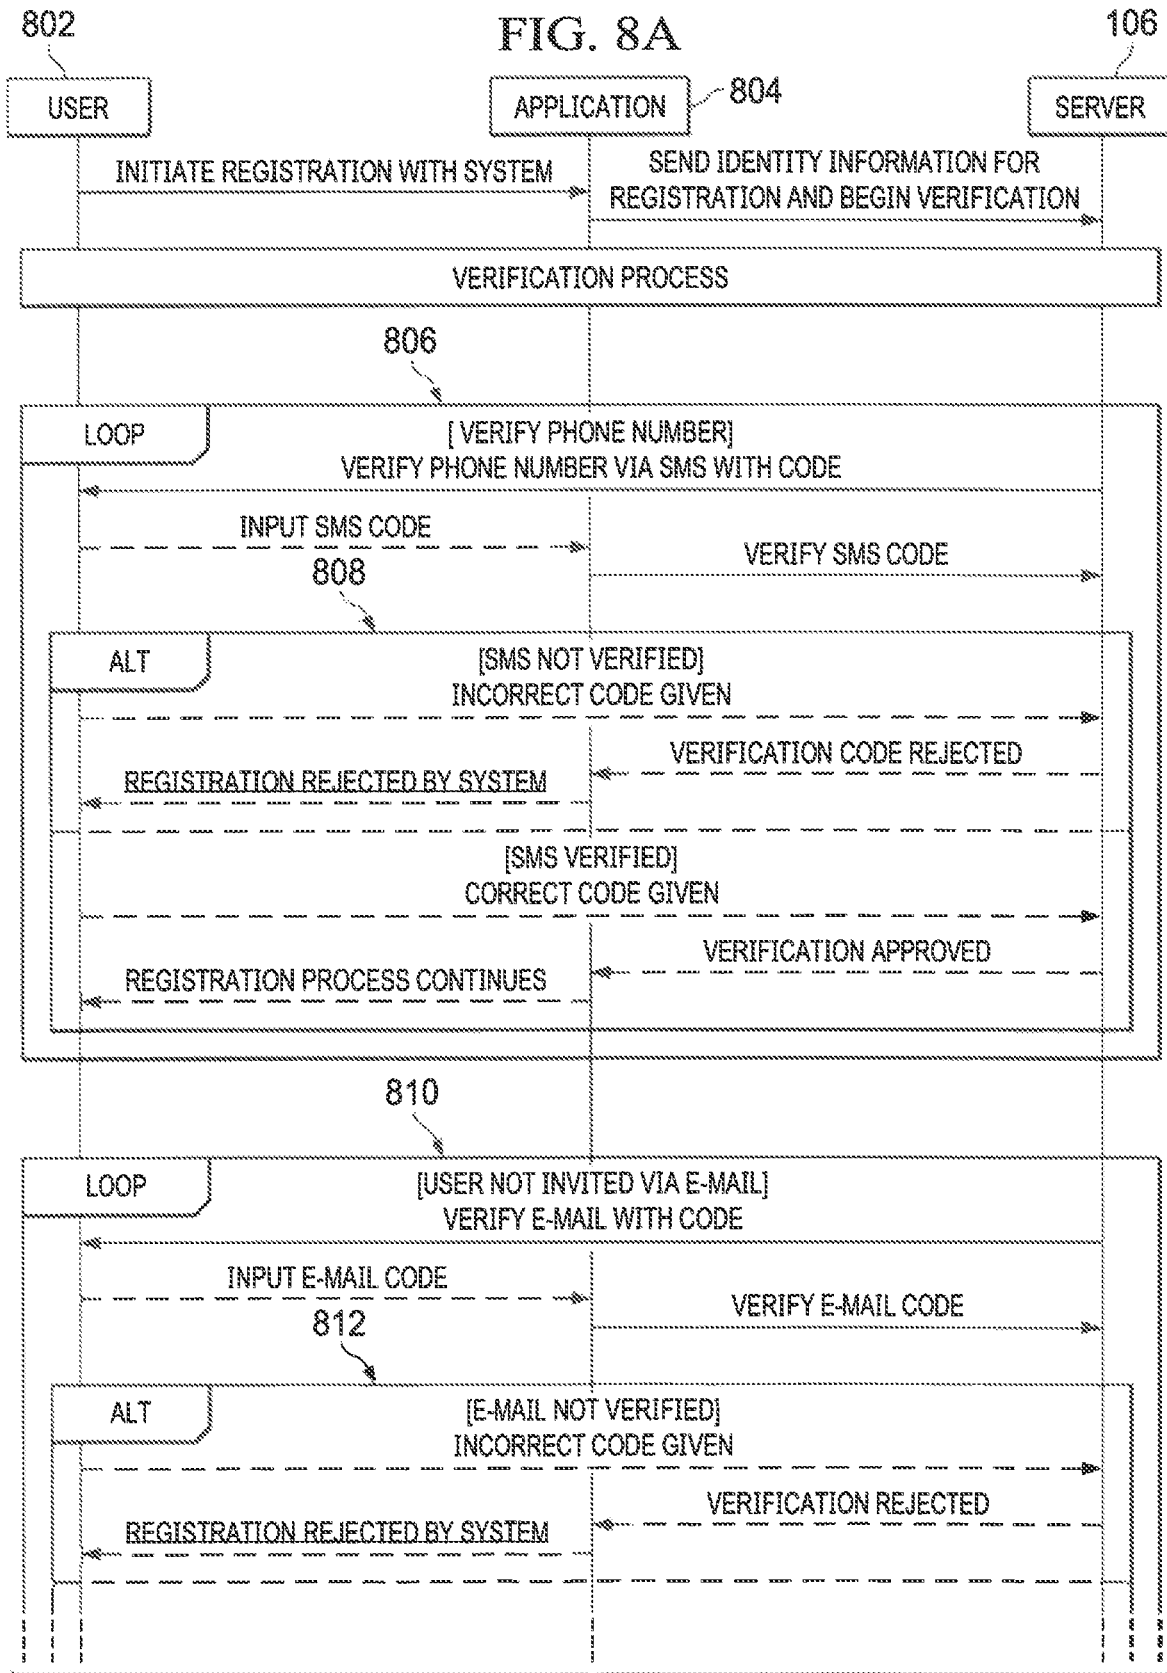 802
FIG. 8A
106
USER
APPLICATION
804
SERVER
INITIATE REGISTRATION WITH SYSTEM
SEND IDENTITY INFORMATION FOR
REGISTRATION AND BEGIN VERIFICATION
VERIFICATION PROCESS
806
LOOP
[ VERIFY PHONE NUMBER]
VERIFY PHONE NUMBER VIA SMS WITH CODE
INPUT SMS CODE
VERIFY SMS CODE
808
ALT
[SMS NOT VERIFIED]
INCORRECT CODE GIVEN
VERIFICATION CODE REJECTED
REGISTRATION REJECTED BY SYSTEM
[SMS VERIFIED]
CORRECT CODE GIVEN
VERIFICATION APPROVED
REGISTRATION PROCESS CONTINUES
810
LOOP
[USER NOT INVITED VIA E-MAIL]
VERIFY E-MAIL WITH CODE
INPUT E-MAIL CODE
VERIFY E-MAIL CODE
812
ALT
[E-MAIL NOT VERIFIED]
INCORRECT CODE GIVEN
VERIFICATION REJECTED
REGISTRATION REJECTED BY SYSTEM